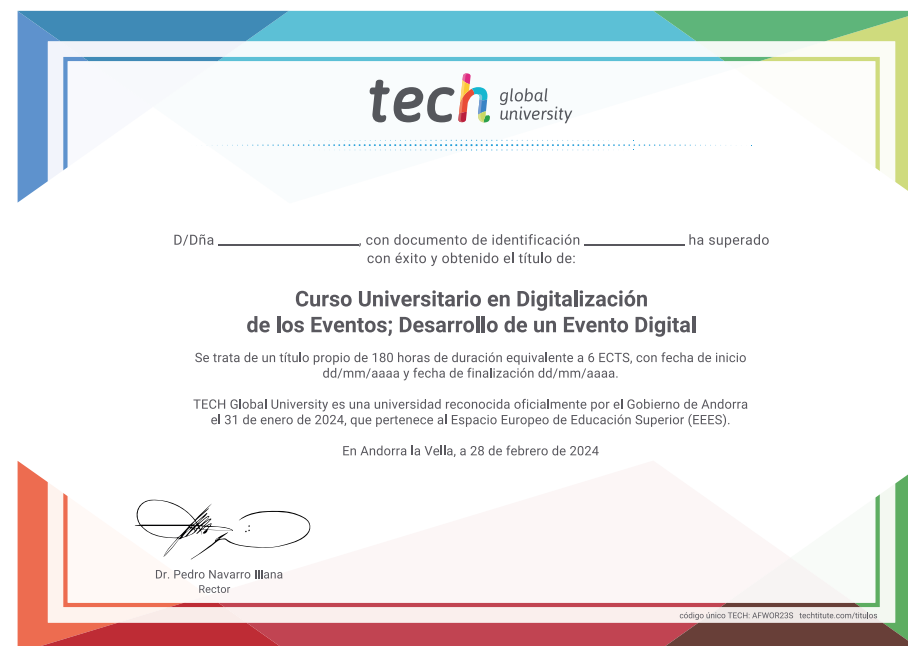 tech global university
D/Dña ____________________, con documento de identificación ______________ ha superado
con éxito y obtenido el título de:
Curso Universitario en Digitalización
de los Eventos; Desarrollo de un Evento Digital
Se trata de un título propio de 180 horas de duración equivalente a 6 ECTS, con fecha de inicio
dd/mm/aaaa y fecha de finalización dd/mm/aaaa.
TECH Global University es una universidad reconocida oficialmente por el Gobierno de Andorra
el 31 de enero de 2024, que pertenece al Espacio Europeo de Educación Superior (EEES).
En Andorra la Vella, a 28 de febrero de 2024
Dr. Pedro Navarro Illana
Rector
código único TECH: AFWOR23S techtitute.com/titulos